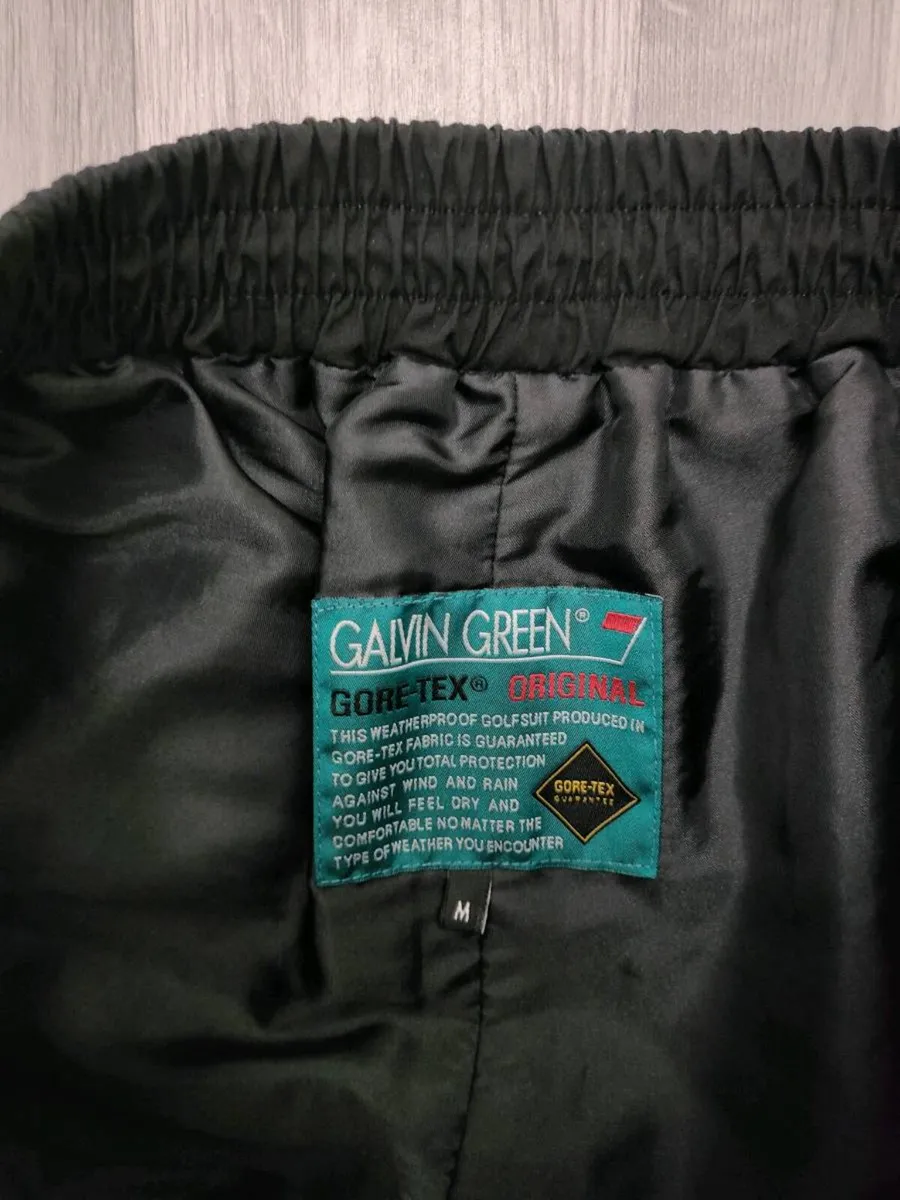 GALVIN GREEN®
GORE-TEX® ORIGINAL
THIS WEATHERPROOF GOLFSUIT PRODUCED IN
GORE-TEX FABRIC IS GUARANTEED
TO GIVE YOU TOTAL PROTECTION
AGAINST WIND AND RAIN
YOU WILL FEEL DRY AND
COMFORTABLE NO MATTER THE
TYPE OF WEATHER YOU ENCOUNTER
GORE-TEX
GUARANTEE
M